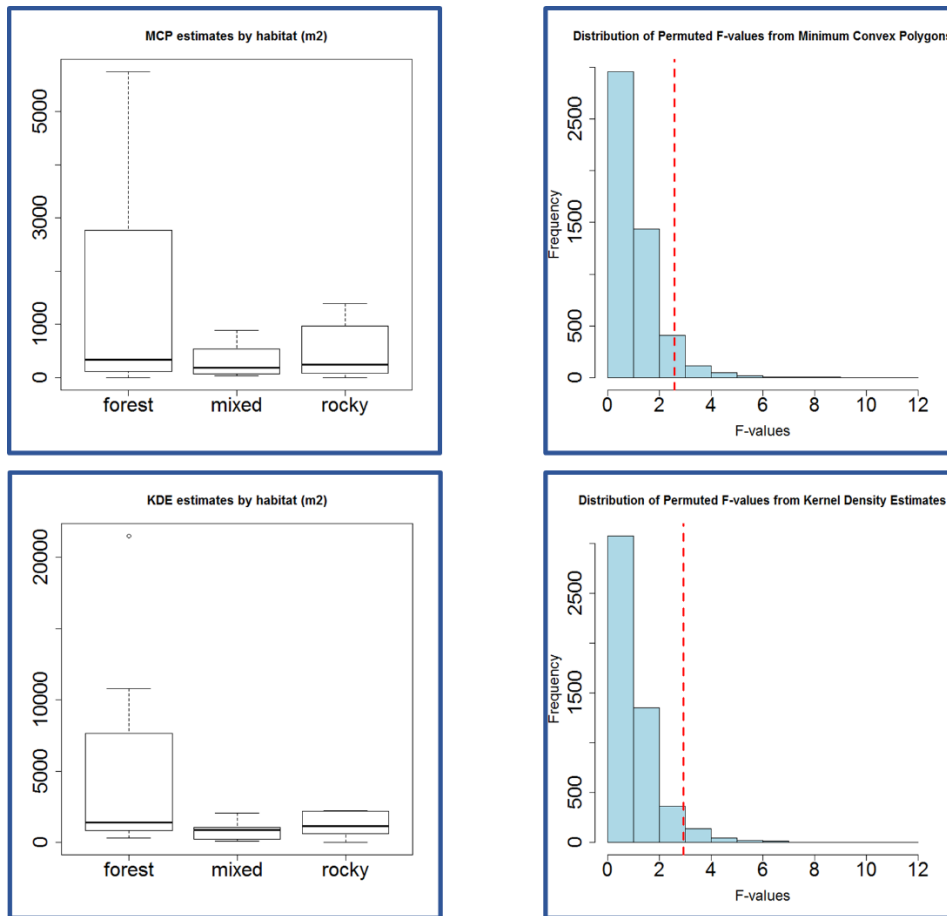 MCP estimates by habitat (m2)
5000
3000
1000
0
forest mixed rocky
Distribution of Permuted F-values from Minimum Convex Polygons
Frequency
2500
1500
500
0
0 2 4 6 8 10 12
F-values
KDE estimates by habitat (m2)
20000
10000
5000
0
forest mixed rocky
Distribution of Permuted F-values from Kernel Density Estimates
Frequency
2500
1500
500
0
0 2 4 6 8 10 12
F-values